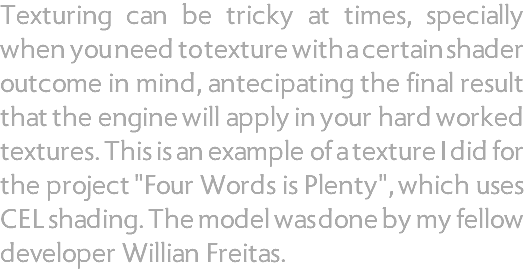 Texturing can be tricky at times, specially
when you need to texture with a certain shader
outcome in mind, antecipating the final result
that the engine will apply in your hard worked
textures. This is an example of a texture I did for
the project "Four Words is Plenty", which uses
CEL shading. The model was done by my fellow
developer Willian Freitas.